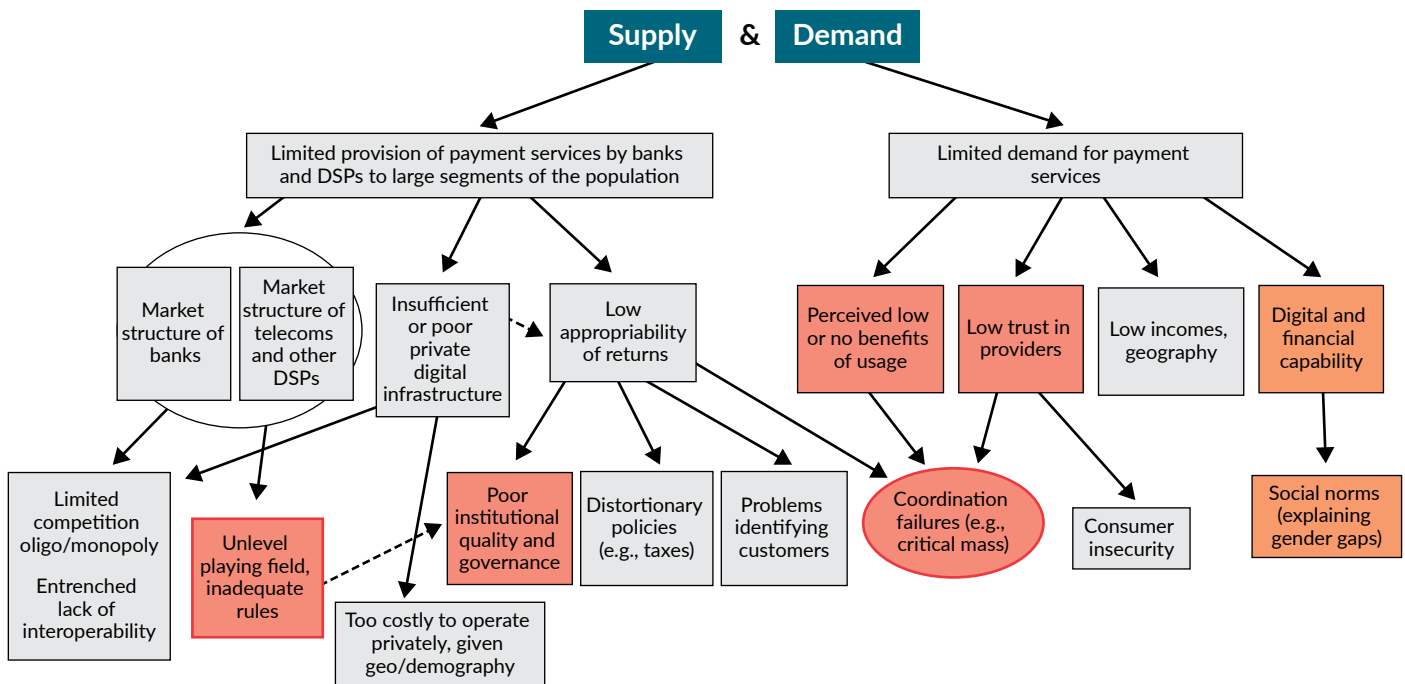 Supply & Demand
Limited provision of payment services by banks
and DSPs to large segments of the population
Limited demand for payment
services
Market
structure of
banks
Market
structure of
telecoms
and other
DSPs
Insufficient
or poor
private
digital
infrastructure
Low
appropriability
of returns
Perceived low
or no benefits
of usage
Low trust in
providers
Low incomes,
geography
Digital and
financial
capability
Limited
competition
oligo/monopoly
Entrenched
lack of
interoperability
Unlevel
playing field,
inadequate
rules
Too costly to operate
privately, given
geo/demography
Poor
institutional
quality and
governance
Distortionary
policies
(e.g., taxes)
Problems
identifying
customers
Coordination
failures (e.g.,
critical mass)
Consumer
insecurity
Social norms
(explaining
gender gaps)